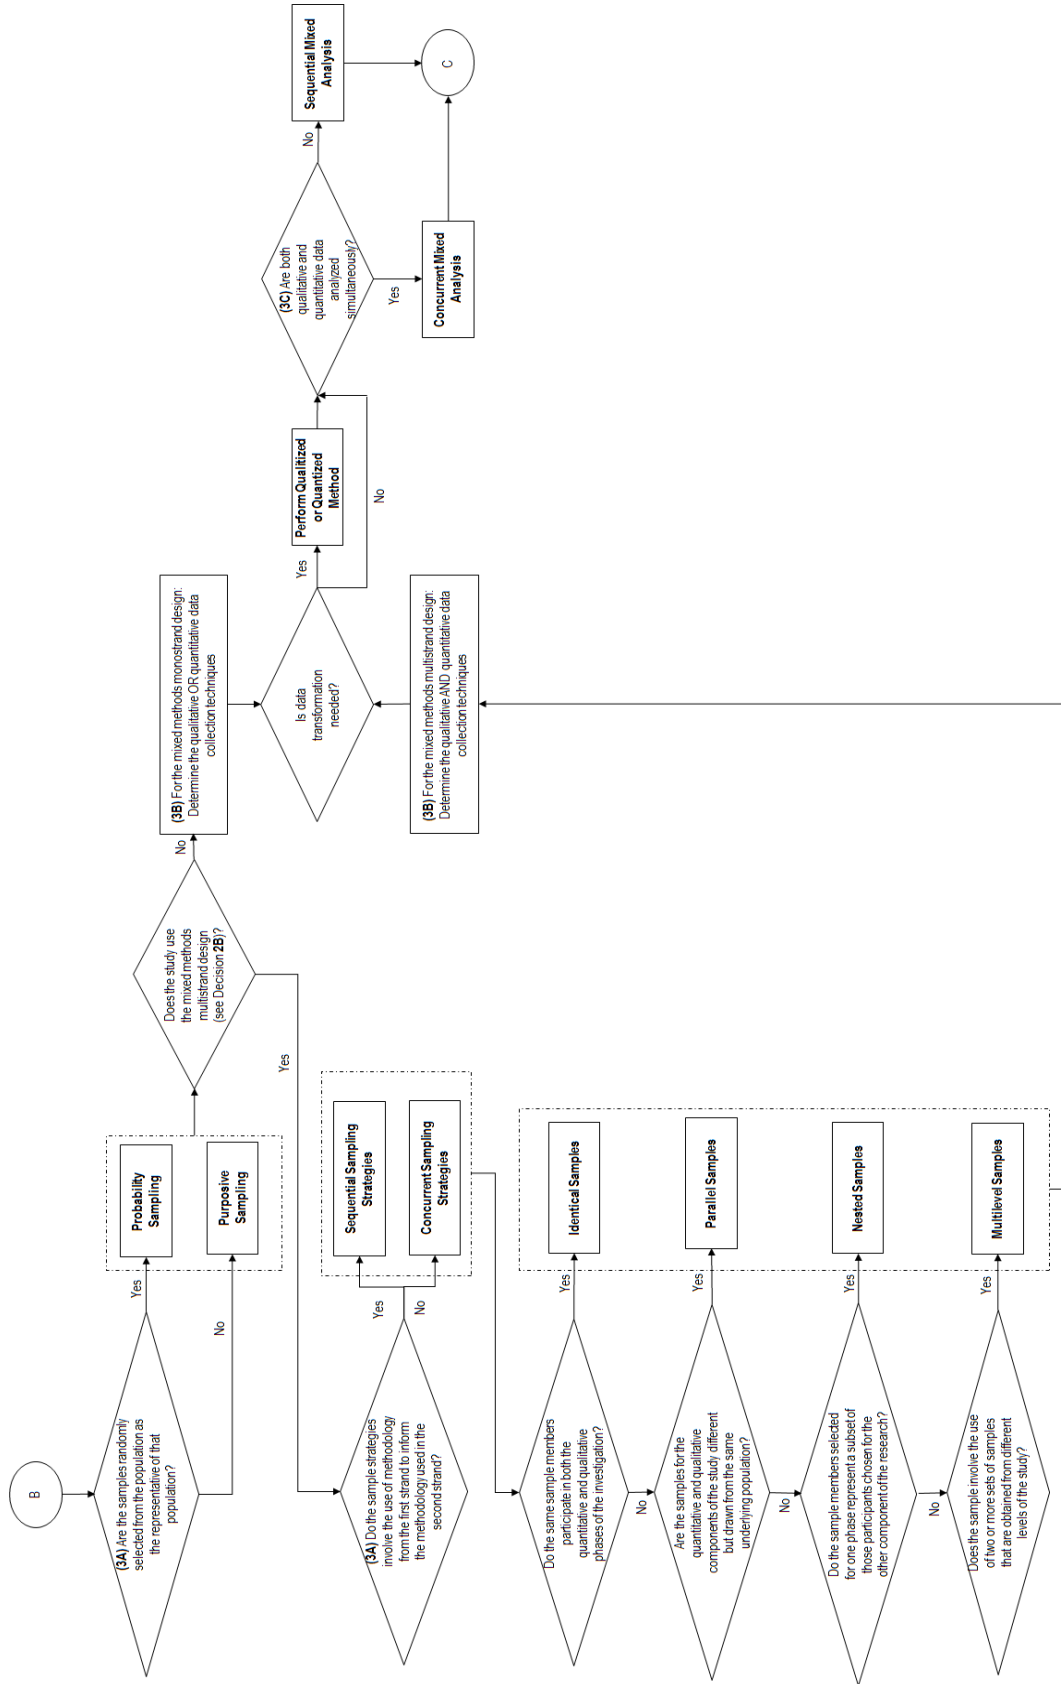 B
(3A) Are the samples randomly
selected from the population as
the representative of that
population?
Yes
No
Probability
Sampling
Purposive
Sampling
Does the study use
the mixed methods
multistrand design
(see Decision 2B)?
No
Yes
(3B) For the mixed methods monostrand design:
Determine the qualitative OR quantitative data
collection techniques
(3A) Do the sample strategies
involve the use of methodology
from the first strand to inform
the methodology used in the
second strand?
Yes
No
Sequential Sampling
Strategies
Concurrent Sampling
Strategies
Is data
transformation
needed?
Yes
No
Perform Qualitized
or Quantized
Method
(3C) Are both
qualitative and
quantitative data
analyzed
simultaneously?
No
Yes
Sequential Mixed
Analysis
Concurrent Mixed
Analysis
C
(3B) For the mixed methods multistrand design:
Determine the qualitative AND quantitative data
collection techniques
Do the same sample members
participate in both the
quantitative and qualitative
phases of the investigation?
Yes
Identical Samples
No
Are the samples for the
quantitative and qualitative
components of the study different
but drawn from the same
underlying population?
Yes
Parallel Samples
No
Do the sample members selected
for one phase represent a subset of
those participants chosen for the
other component of the research?
Yes
Nested Samples
No
Does the sample involve the use
of two or more sets of samples
that are obtained from different
levels of the study?
Yes
Multilevel Samples